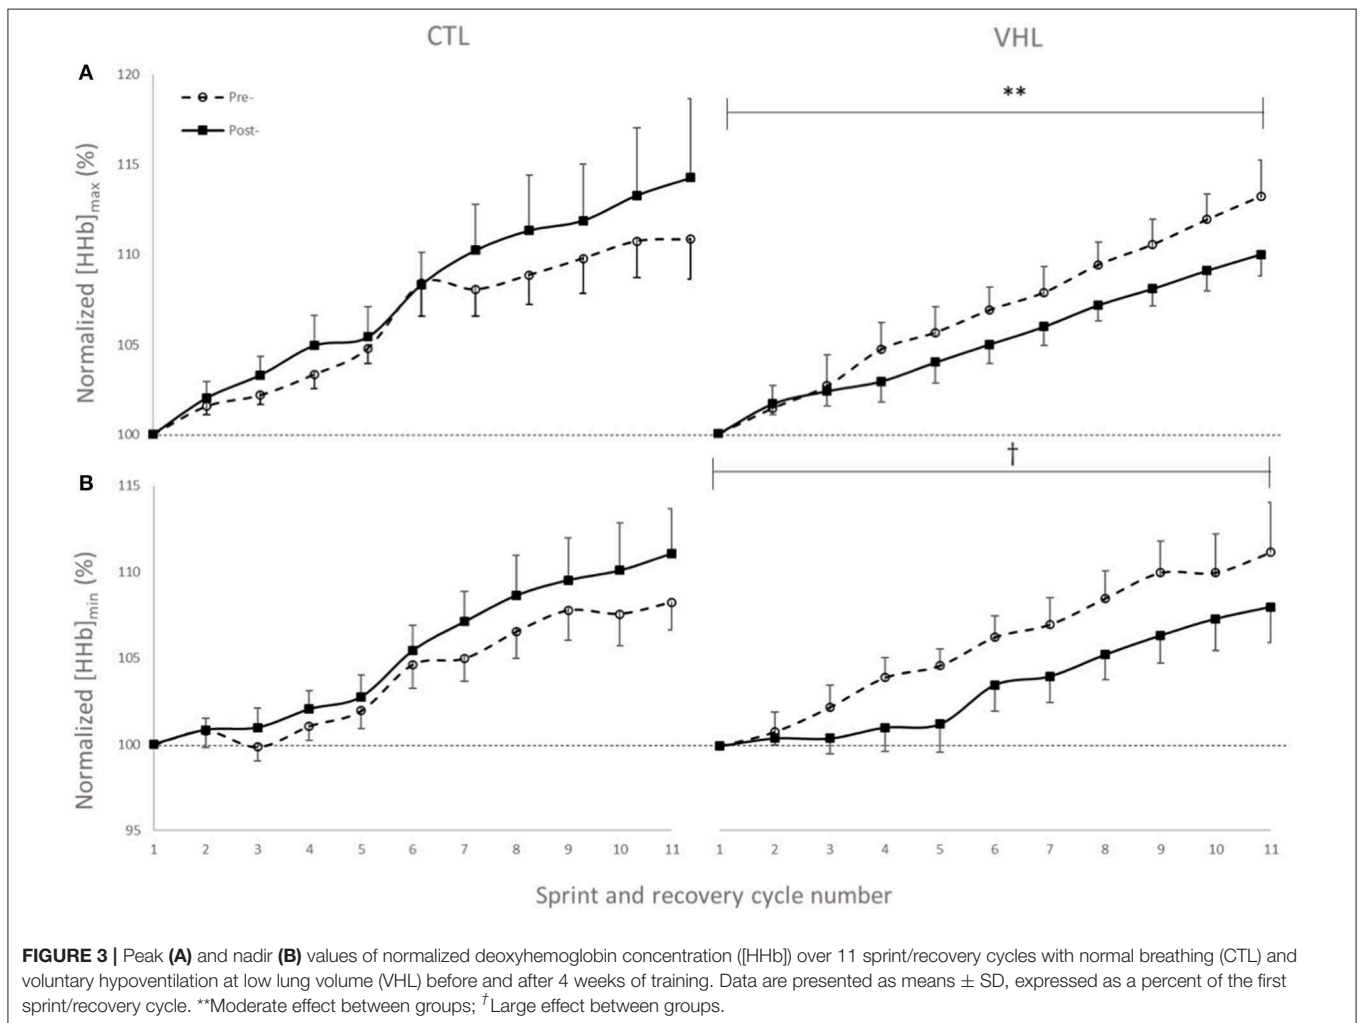 CTL
VHL
A
120
Pre-
**
Post-
115
110
105
100
Normalized [HHb]max (%)
†
B
115
110
105
100
95
Normalized [HHb]min (%)
1 2 3 4 5 6 7 8 9 10 11
1 2 3 4 5 6 7 8 9 10 11
Sprint and recovery cycle number
FIGURE 3 | Peak (A) and nadir (B) values of normalized deoxyhemoglobin concentration ([HHb]) over 11 sprint/recovery cycles with normal breathing (CTL) and
voluntary hypoventilation at low lung volume (VHL) before and after 4 weeks of training. Data are presented as means ± SD, expressed as a percent of the first
sprint/recovery cycle. **Moderate effect between groups; †Large effect between groups.